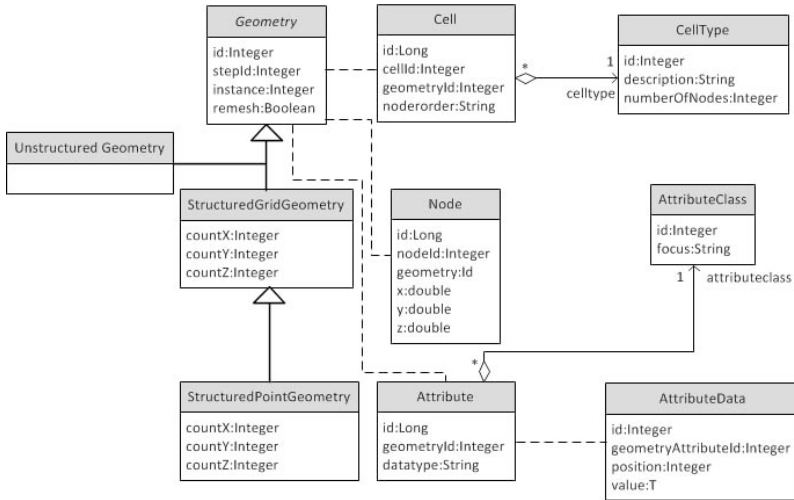 Geometry
id:Integer
stepId:Integer
instance:Integer
remesh:Boolean
Cell
id:Long
cellId:Integer
geometryId:Integer
noderorder:String
*
1
celltype
CellType
id:Integer
description:String
numberOfNodes:Integer
Unstructured Geometry
StructuredGridGeometry
countX:Integer
countY:Integer
countZ:Integer
Node
id:Long
nodeId:Integer
geometry:Id
x:double
y:double
z:double
AttributeClass
id:Integer
focus:String
1
attributeclass
*
StructuredPointGeometry
countX:Integer
countY:Integer
countZ:Integer
Attribute
id:Long
geometryId:Integer
datatype:String
AttributeData
id:Integer
geometryAttributeId:Integer
position:Integer
value:T